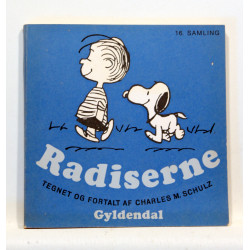 16. SAMLING
Radiserne
TEGNET OG FORTALT AF CHARLES M. SCHULZ
Gyldendal